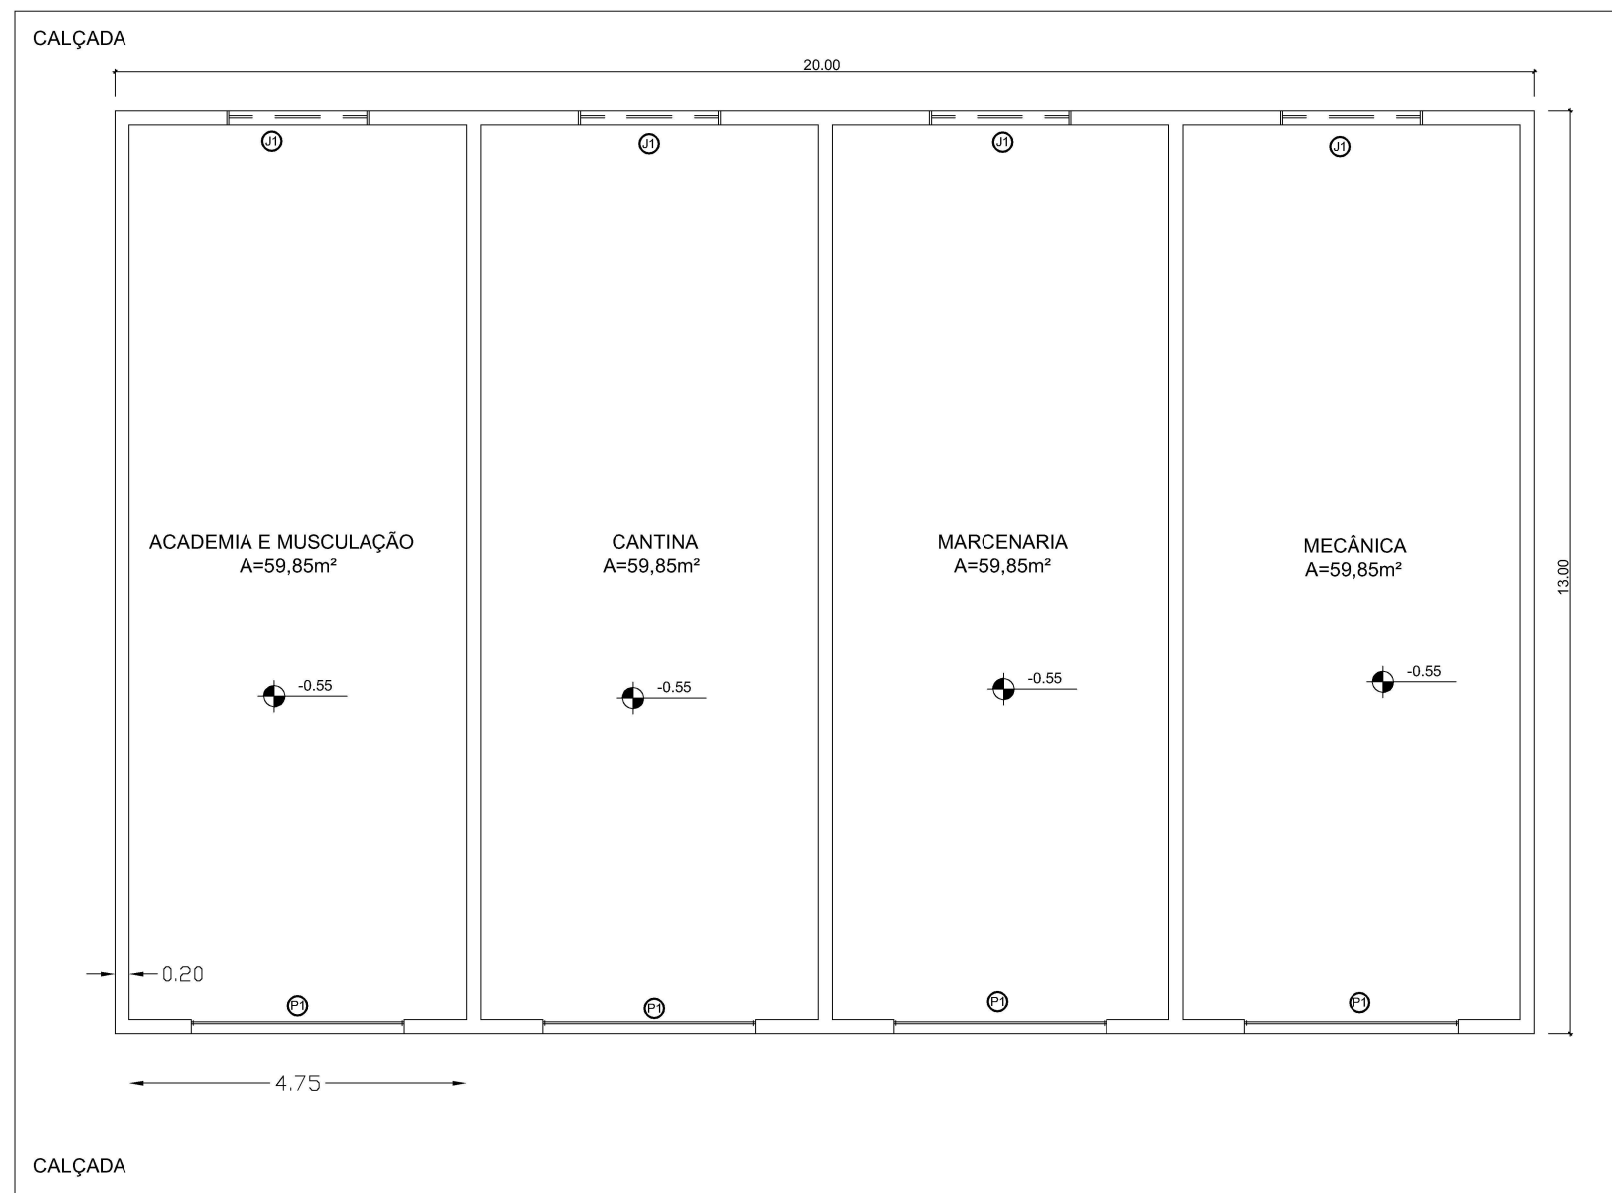 CALÇADA
20.00
J1
J1
J1
J1
ACADEMIA E MUSCULAÇÃO
A=59,85m²
CANTINA
A=59,85m²
MARCENARIA
A=59,85m²
MECÂNICA
A=59,85m²
13.00
-0.55
-0.55
-0.55
-0.55
0.20
P1
P1
P1
P1
4.75
CALÇADA